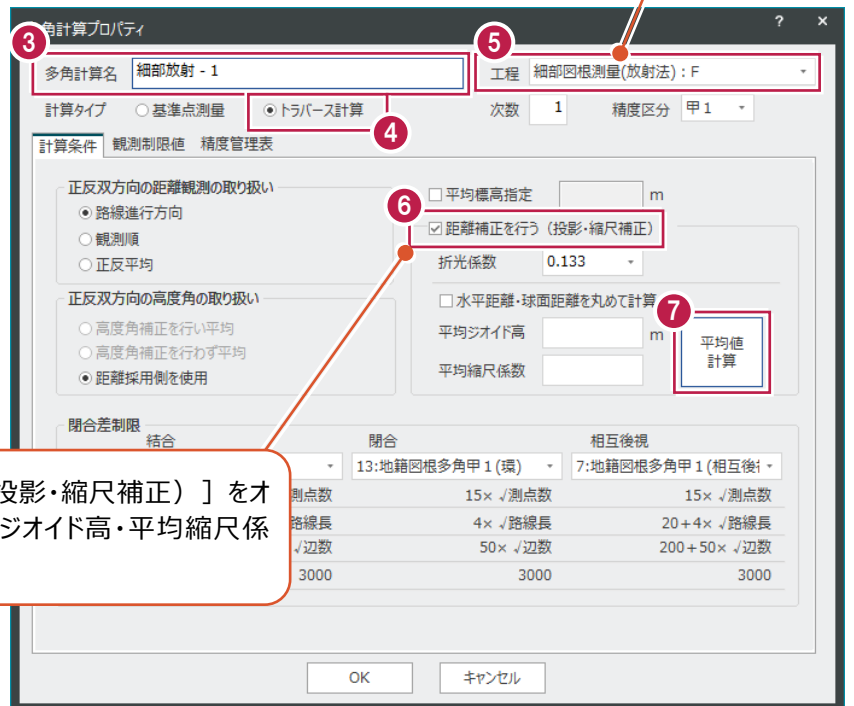 角計算プロパティ ? ×
③ ⑤
多角計算名 細部放射 - 1 工程 細部図根測量(放射法) : F
計算タイプ 基準点測量 トラバース計算 次数 1 精度区分 甲1
④
計算条件 観測制限値 精度管理表
正反双方向の距離観測の取り扱い
路線進行方向
観測順
正反平均
⑥ 平均標高指定 m
距離補正を行う (投影・縮尺補正)
折光係数 0.133
正反双方向の高度角の取り扱い
高度角補正を行い平均
高度角補正を行わず平均
距離採用側を使用
水平距離・球面距離を丸めて計算
⑦
平均ジオイド高 m
平均縮尺係数
平均値
計算
閉合差制限
結合 閉合 相互後視
13:地籍図根多角甲1(環) 7:地籍図根多角甲1(相互後
測点数 15× √測点数 15× √測点数
路線長 4× √路線長 20+4× √路線長
√辺数 50× √辺数 200+50× √辺数
3000 3000 3000
投影・縮尺補正）］をオ
ジオイド高・平均縮尺係
OK キャンセル